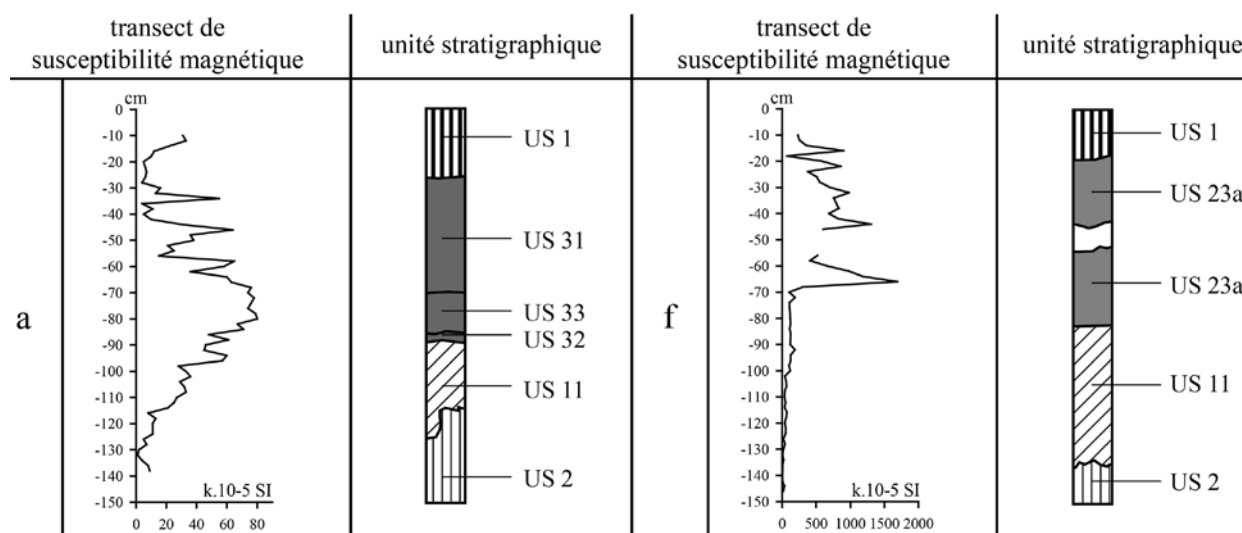 transect de
susceptibilité magnétique
unité stratigraphique
transect de
susceptibilité magnétique
unité stratigraphique
a
cm
0
-10
-20
-30
-40
-50
-60
-70
-80
-90
-100
-110
-120
-130
-140
-150
k.10-5 SI
0 20 40 60 80
US 1
US 31
US 33
US 32
US 11
US 2
f
cm
0
-10
-20
-30
-40
-50
-60
-70
-80
-90
-100
-110
-120
-130
-140
-150
k.10-5 SI
0 500 1000 1500 2000
US 1
US 23a
US 23a
US 11
US 2